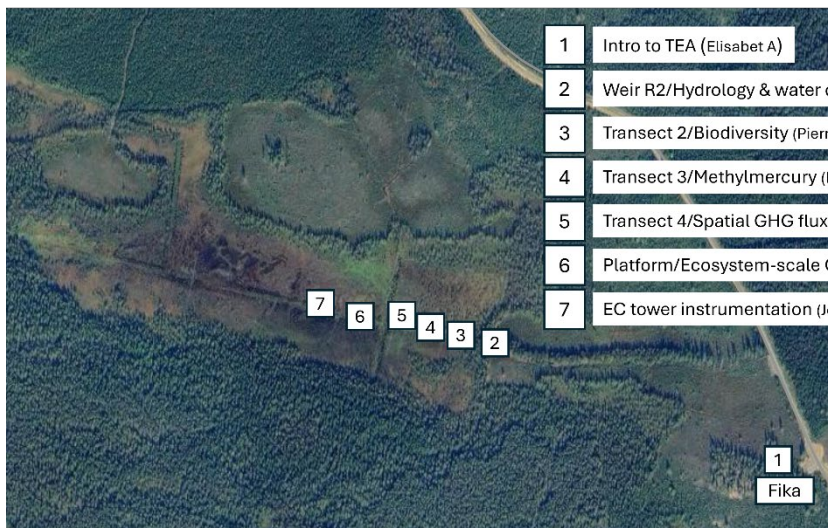 1 Intro to TEA (Elisabet A)
2 Weir R2/Hydrology & water
3 Transect 2/Biodiversity
4 Transect 3/Methylmercury
5 Transect 4/Spatial GHG flux
6 Platform/Ecosystem-scale
7 EC tower instrumentation
7
6
5
4
3
2
1
Fika